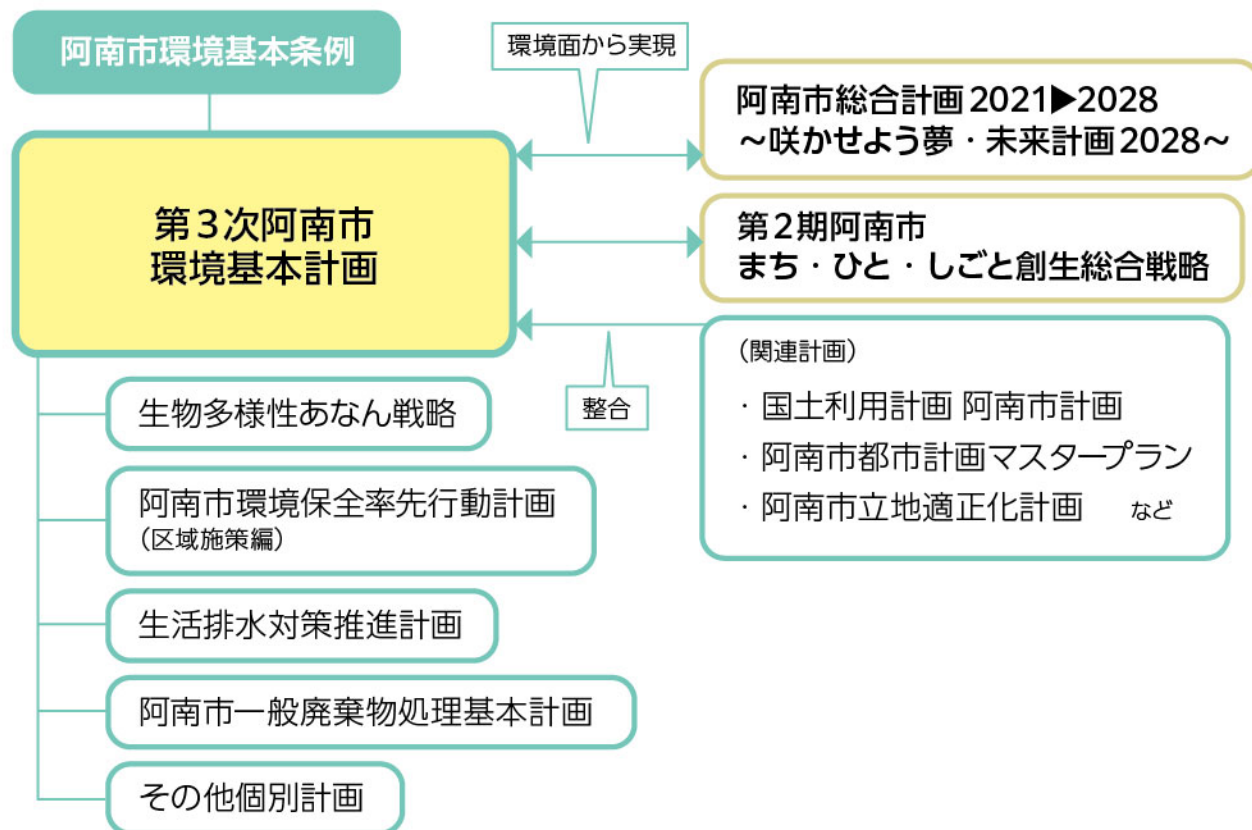 阿南市環境基本条例
環境面から実現
阿南市総合計画 2021▶2028
～咲かせよう夢・未来計画 2028～
第3次阿南市
環境基本計画
第2期阿南市
まち・ひと・しごと創生総合戦略
整合
（関連計画）
・国土利用計画 阿南市計画
・阿南市都市計画マスタープラン
・阿南市立地適正化計画 など
生物多様性あなん戦略
阿南市環境保全率先行動計画
（区域施策編）
生活排水対策推進計画
阿南市一般廃棄物処理基本計画
その他個別計画